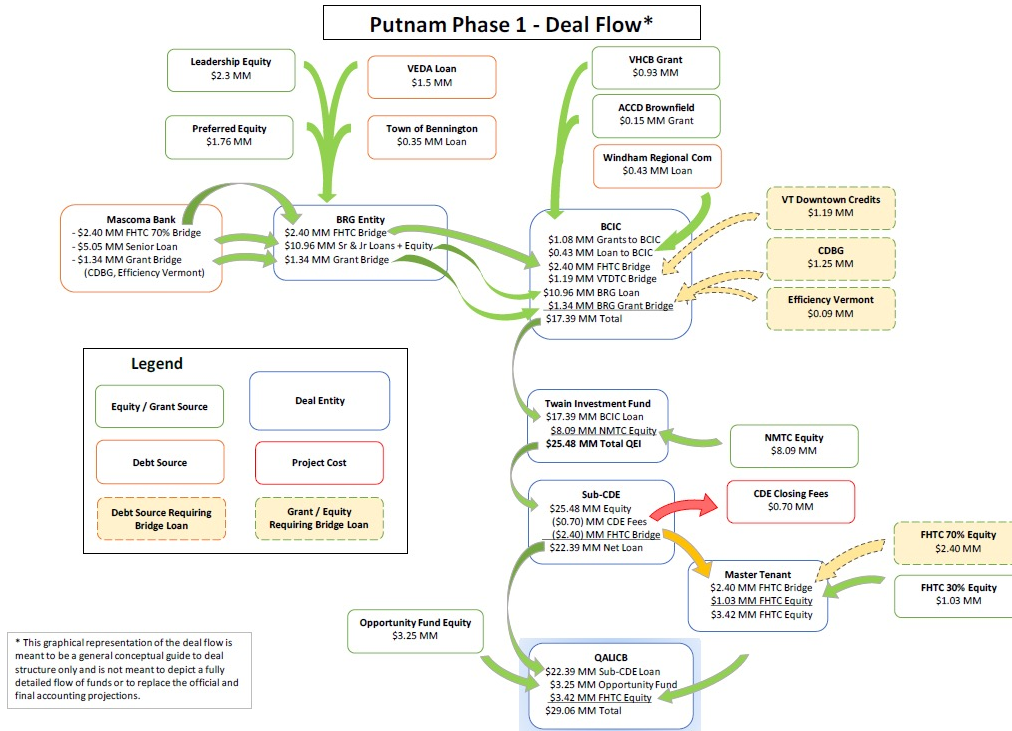 Putnam Phase 1 - Deal Flow*
Leadership Equity
$2.3 MM
VEDA Loan
$1.5 MM
VHCB Grant
$0.93 MM
Preferred Equity
$1.76 MM
Town of Bennington
$0.35 MM Loan
ACCD Brownfield
$0.15 MM Grant
Windham Regional Com
$0.43 MM Loan
Mascoma Bank
- $2.40 MM FHTC 70% Bridge
- $5.05 MM Senior Loan
- $1.34 MM Grant Bridge
(CDBG, Efficiency Vermont)
BRG Entity
$2.40 MM FHTC Bridge
$10.96 MM Sr & Jr Loans + Equity
$1.34 MM Grant Bridge
BCIC
$1.08 MM Grants to BCIC
$0.43 MM Loan to BCIC
$2.40 MM FHTC Bridge
$1.19 MM VTDTC Bridge
$10.96 MM BRG Loan
$1.34 MM BRG Grant Bridge
$17.39 MM Total
VT Downtown Credits
$1.19 MM
CDBG
$1.25 MM
Efficiency Vermont
$0.09 MM
Legend
Equity / Grant Source
Deal Entity
Debt Source
Project Cost
Debt Source Requiring
Bridge Loan
Grant / Equity
Requiring Bridge Loan
Twain Investment Fund
$17.39 MM BCIC Loan
$8.09 MM NMTC Equity
$25.48 MM Total QEI
NMTC Equity
$8.09 MM
Sub-CDE
$25.48 MM Equity
($0.70) MM CDE Fees
($2.40) MM FHTC Bridge
$22.39 MM Net Loan
CDE Closing Fees
$0.70 MM
Master Tenant
$2.40 MM FHTC Bridge
$1.03 MM FHTC Equity
$3.42 MM FHTC Equity
FHTC 70% Equity
$2.40 MM
FHTC 30% Equity
$1.03 MM
Opportunity Fund Equity
$3.25 MM
QALICB
$22.39 MM Sub-CDE Loan
$3.25 MM Opportunity Fund
$3.42 MM FHTC Equity
$29.06 MM Total
* This graphical representation of the deal flow is
meant to be a general conceptual guide to deal
structure only and is not meant to depict a fully
detailed flow of funds or to replace the official and
final accounting projections.